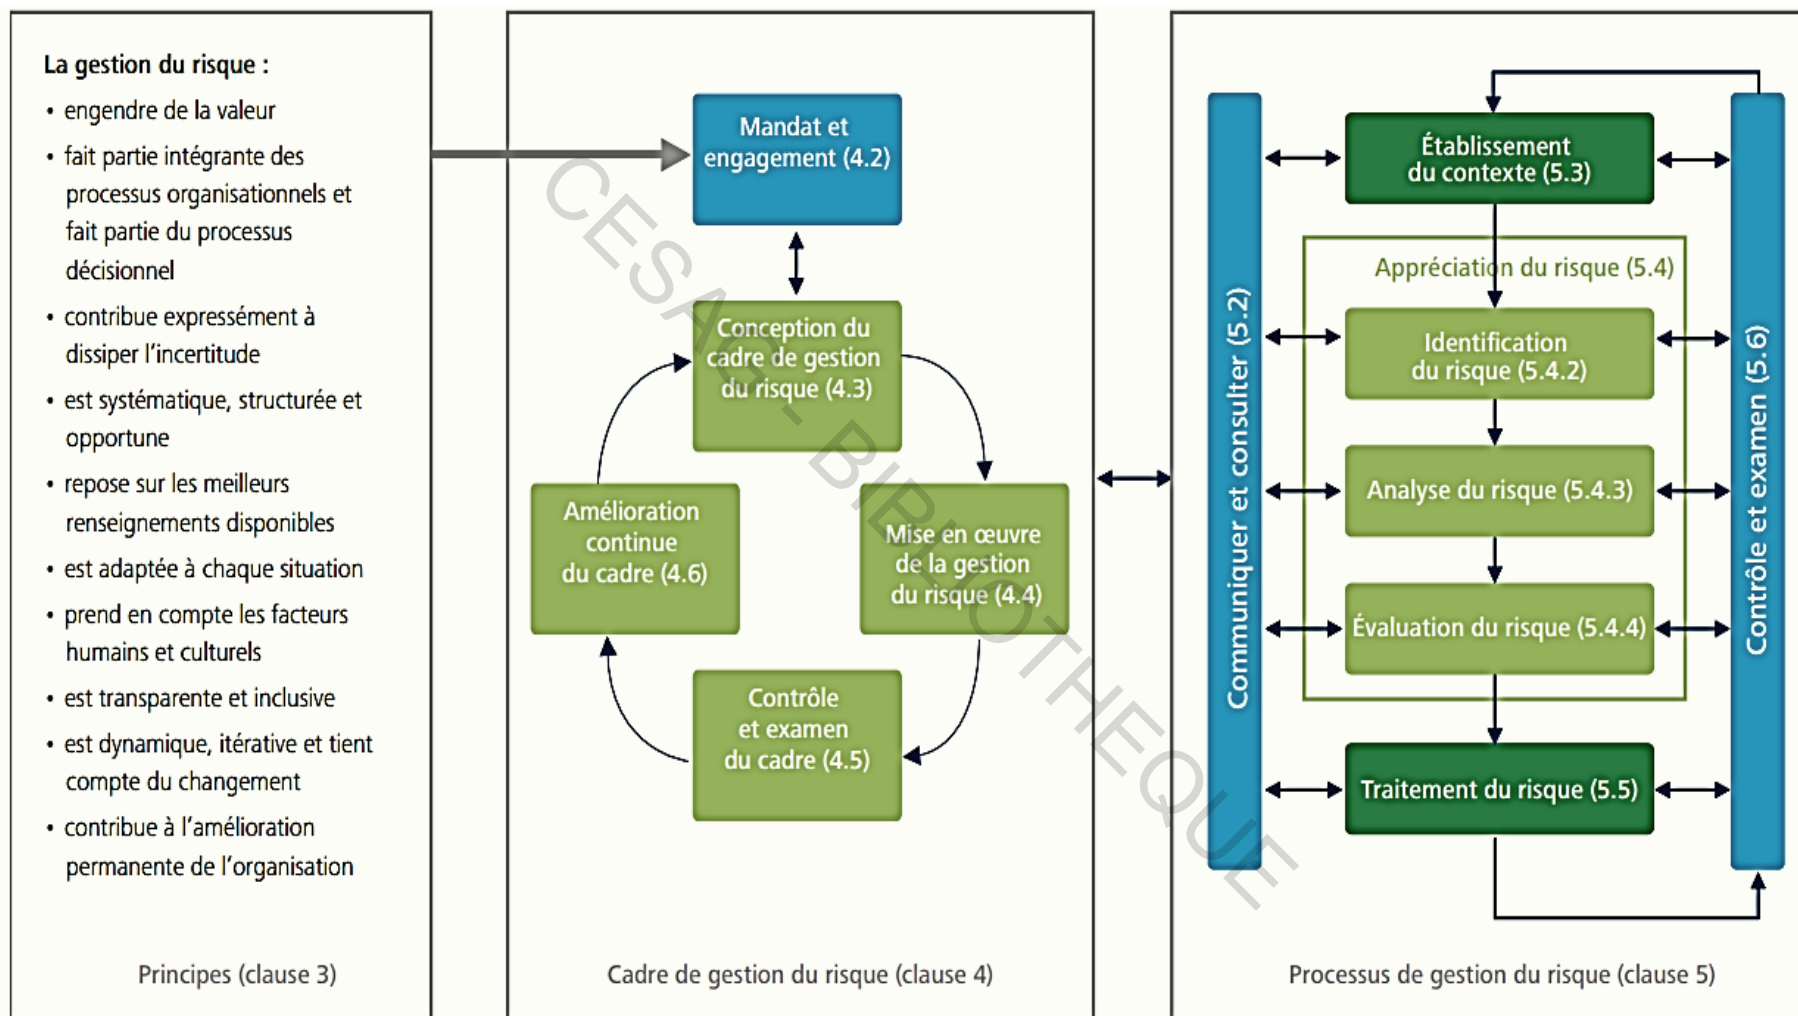 La gestion du risque :
• engendre de la valeur
• fait partie intégrante des
processus organisationnels et
fait partie du processus
décisionnel
• contribue expressément à
dissiper l'incertitude
• est systématique, structurée et
opportune
• repose sur les meilleurs
renseignements disponibles
• est adaptée à chaque situation
• prend en compte les facteurs
humains et culturels
• est transparente et inclusive
• est dynamique, itérative et tient
compte du changement
• contribue à l'amélioration
permanente de l'organisation
Principes (clause 3)
Mandat et
engagement (4.2)
Conception du
cadre de gestion
du risque (4.3)
Mise en œuvre
de la gestion
du risque (4.4)
Contrôle
et examen
du cadre (4.5)
Amélioration
continue
du cadre (4.6)
Cadre de gestion du risque (clause 4)
Communiquer et consulter (5.2)
Établissement
du contexte (5.3)
Appréciation du risque (5.4)
Identification
du risque (5.4.2)
Analyse du risque (5.4.3)
Évaluation du risque (5.4.4)
Traitement du risque (5.5)
Contrôle et examen (5.6)
Processus de gestion du risque (clause 5)
CESAG - BIBLIOTHEQUE